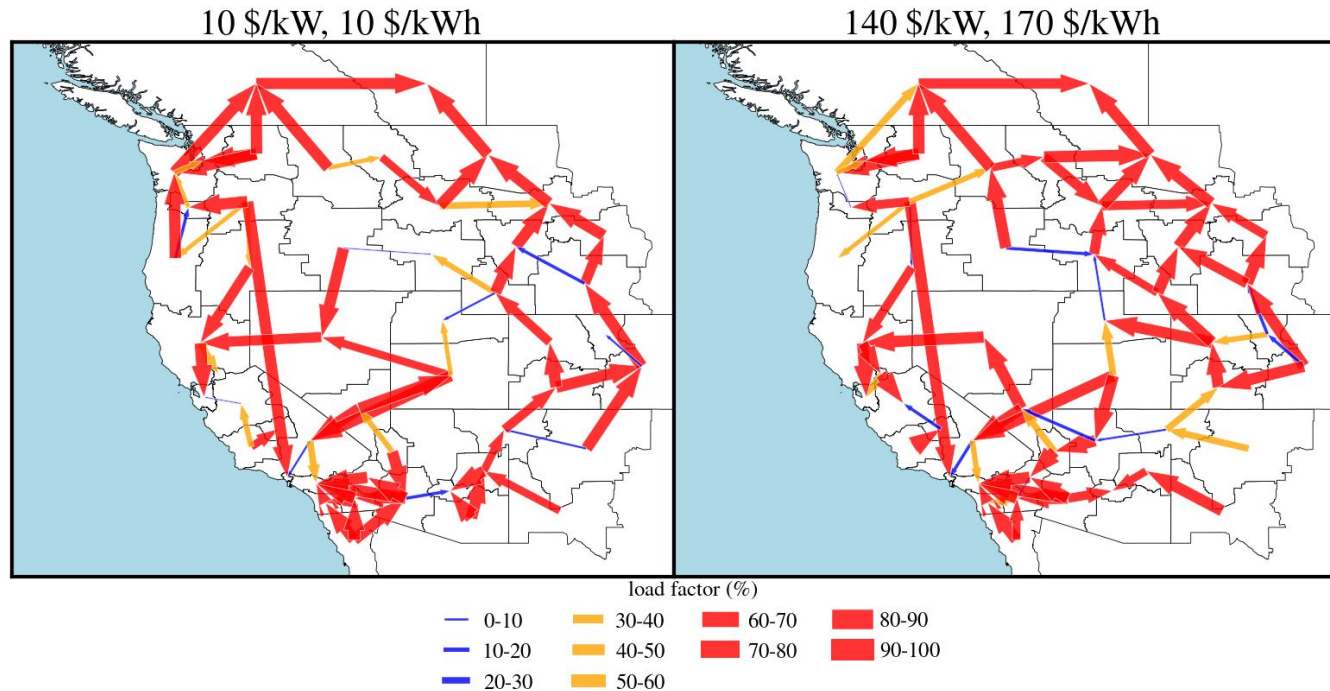 10 $/kW, 10 $/kWh
140 $/kW, 170 $/kWh
load factor (%)
0-10 30-40 60-70 80-90
10-20 40-50 70-80 90-100
20-30 50-60